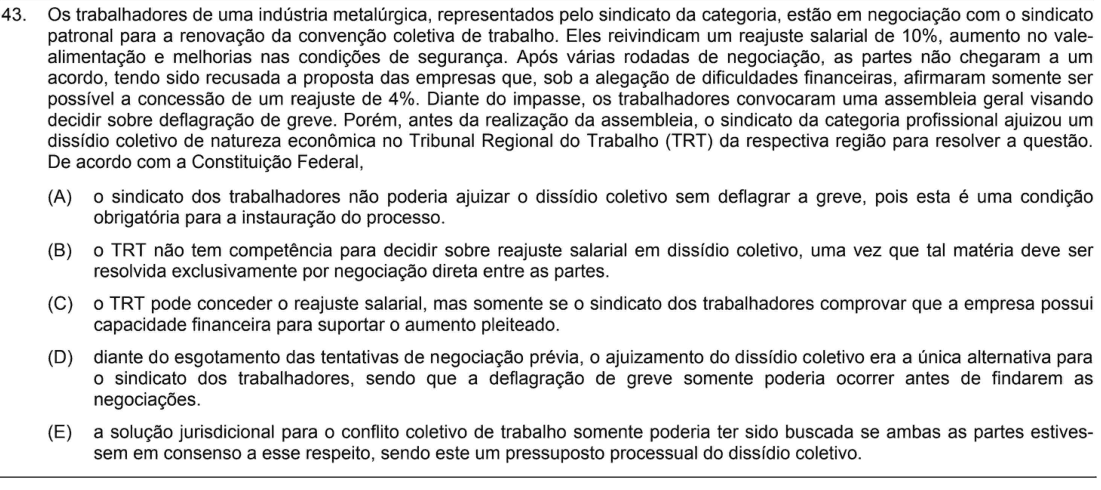 43. Os trabalhadores de uma indústria metalúrgica, representados pelo sindicato da categoria, estão em negociação com o sindicato
patronal para a renovação da convenção coletiva de trabalho. Eles reivindicam um reajuste salarial de 10%, aumento no vale-
alimentação e melhorias nas condições de segurança. Após várias rodadas de negociação, as partes não chegaram a um
acordo, tendo sido recusada a proposta das empresas que, sob a alegação de dificuldades financeiras, afirmaram somente ser
possível a concessão de um reajuste de 4%. Diante do impasse, os trabalhadores convocaram uma assembleia geral visando
decidir sobre deflagração de greve. Porém, antes da realização da assembleia, o sindicato da categoria profissional ajuizou um
dissídio coletivo de natureza econômica no Tribunal Regional do Trabalho (TRT) da respectiva região para resolver a questão.
De acordo com a Constituição Federal,
(A) o sindicato dos trabalhadores não poderia ajuizar o dissídio coletivo sem deflagrar a greve, pois esta é uma condição
obrigatória para a instauração do processo.
(B) o TRT não tem competência para decidir sobre reajuste salarial em dissídio coletivo, uma vez que tal matéria deve ser
resolvida exclusivamente por negociação direta entre as partes.
(C) o TRT pode conceder o reajuste salarial, mas somente se o sindicato dos trabalhadores comprovar que a empresa possui
capacidade financeira para suportar o aumento pleiteado.
(D) diante do esgotamento das tentativas de negociação prévia, o ajuizamento do dissídio coletivo era a única alternativa para
o sindicato dos trabalhadores, sendo que a deflagração de greve somente poderia ocorrer antes de findarem as
negociações.
(E) a solução jurisdicional para o conflito coletivo de trabalho somente poderia ter sido buscada se ambas as partes estives-
sem em consenso a esse respeito, sendo este um pressuposto processual do dissídio coletivo.